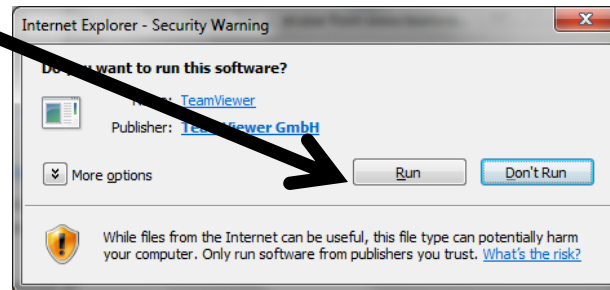 Internet Explorer - Security Warning
want to run this software?
TeamViewer
Publisher: GmbH
More options
Run
Don't Run
While files from the Internet can be useful, this file type can potentially harm
your computer. Only run software from publishers you trust. What's the risk?